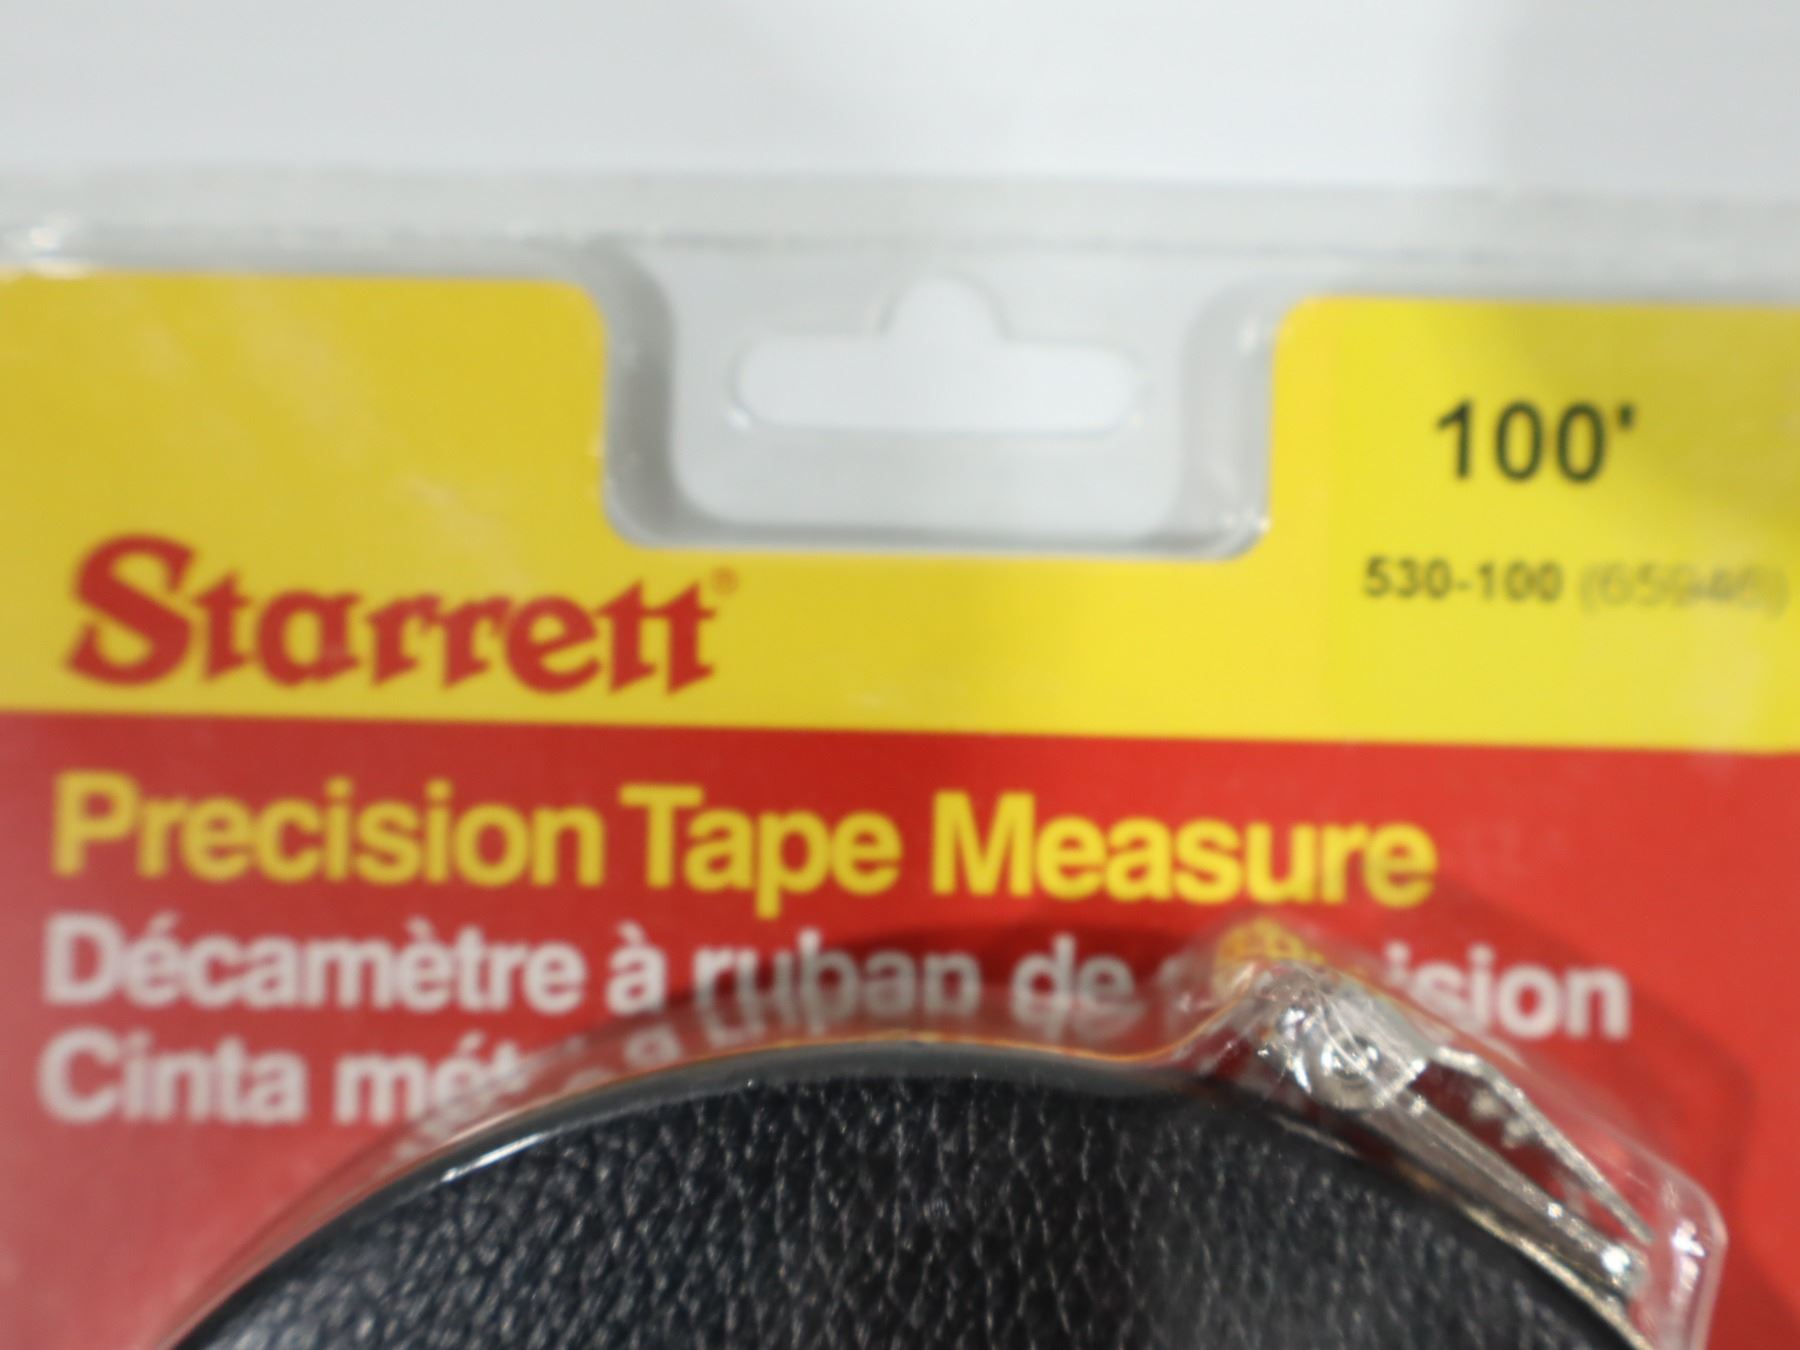 100'
530-100
Starrett®
Precision Tape Measure
Décamètre à ruban de
Cinta